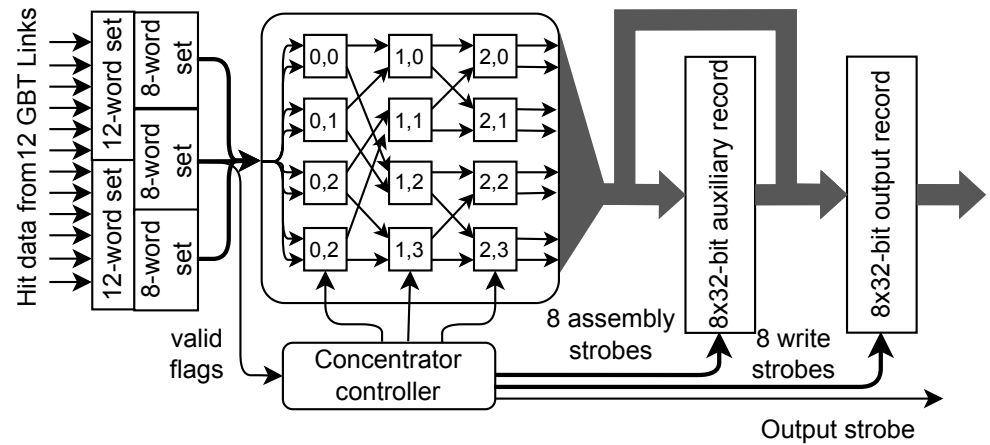 Hit data from12 GBT Links
12-word set
12-word set
8-word
set
8-word
set
8-word
set
0,0
1,0
2,0
0,1
1,1
2,1
0,2
1,2
2,2
0,2
1,3
2,3
8x32-bit auxiliary record
8x32-bit output record
valid
flags
Concentrator
controller
8 assembly
strobes
8 write
strobes
Output strobe